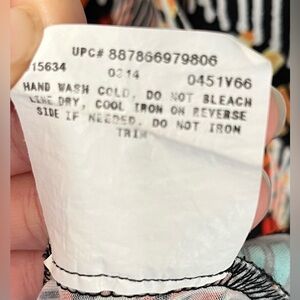 UPC# 887866979806
15634 0314 0451V66
HAND WASH COLD, DO NOT BLEACH
LINE DRY, COOL IRON ON REVERSE
SIDE IF NEEDED. DO NOT IRON
TRIM